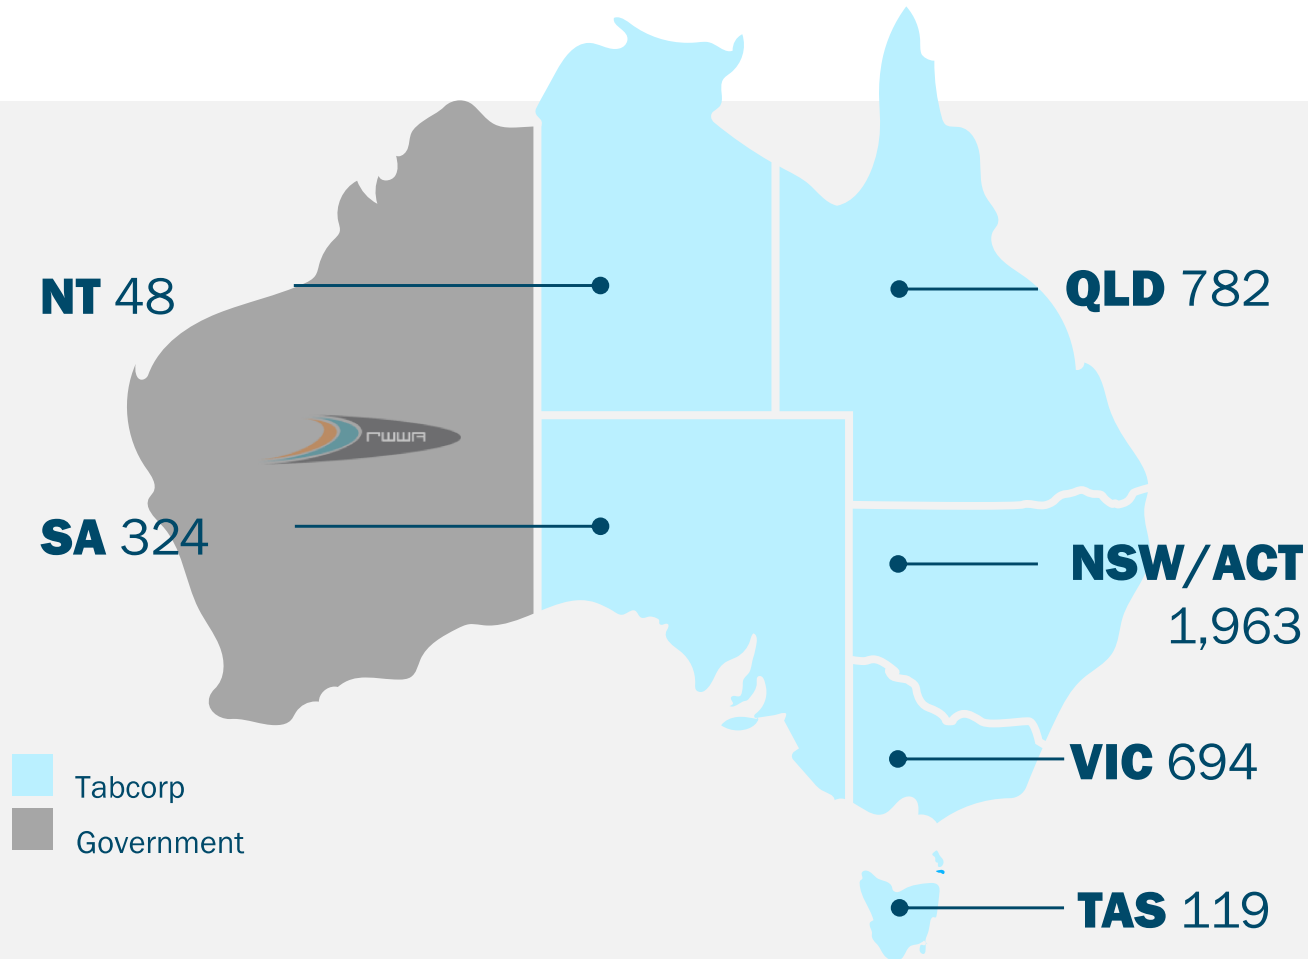 NT 48
QLD 782
rwwa
SA 324
NSW/ACT
1,963
VIC 694
Tabcorp
Government
TAS 119